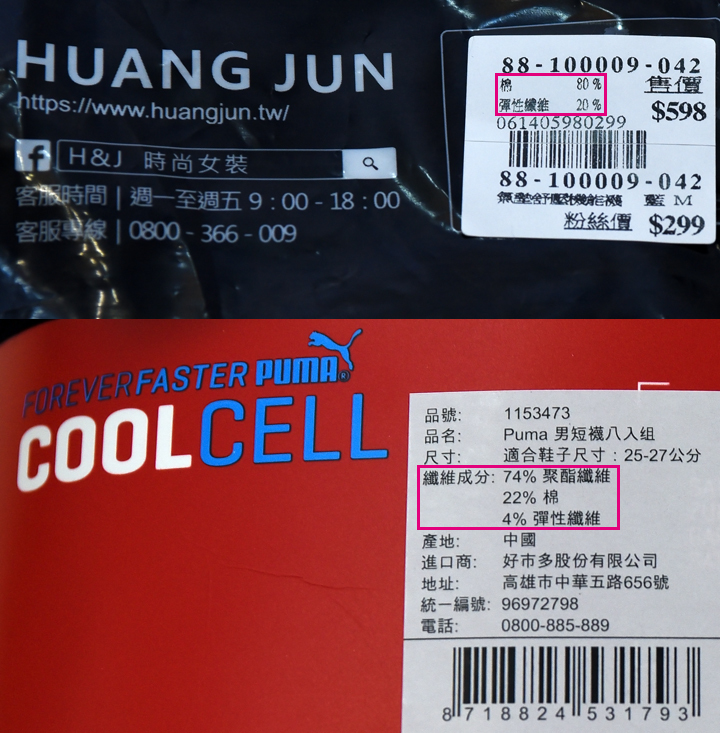 HUANG JUN
https://www.huangjun.tw/
H&J 時尚女裝
客服時間｜週一至週五 9：00 - 18：00
客服專線｜0800 - 366 - 009
88-100009-042
棉 80 %
售價
彈性纖維 20 %
$598
061405980299
88-100009-042
藍 M
粉絲價 $299
FOREVER FASTER PUMA®
COOLCELL
品號: 1153473
品名: Puma 男短襪八入組
尺寸: 適合鞋子尺寸：25-27公分
纖維成分: 74% 聚酯纖維
22% 棉
4% 彈性纖維
產地: 中國
進口商: 好市多股份有限公司
地址: 高雄市中華五路656號
統一編號: 96972798
電話: 0800-885-889
8 718824 531793